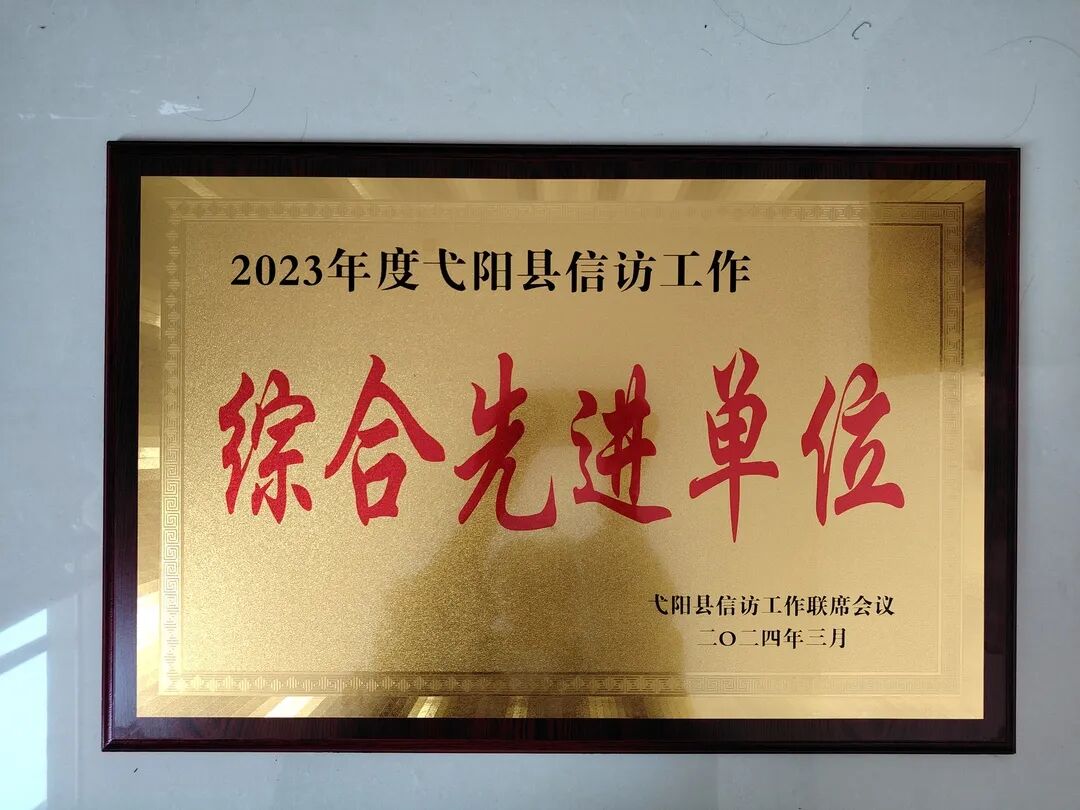 2023年度弋阳县信访工作
综合先进单位
弋阳县信访工作联席会议
二〇二四年三月